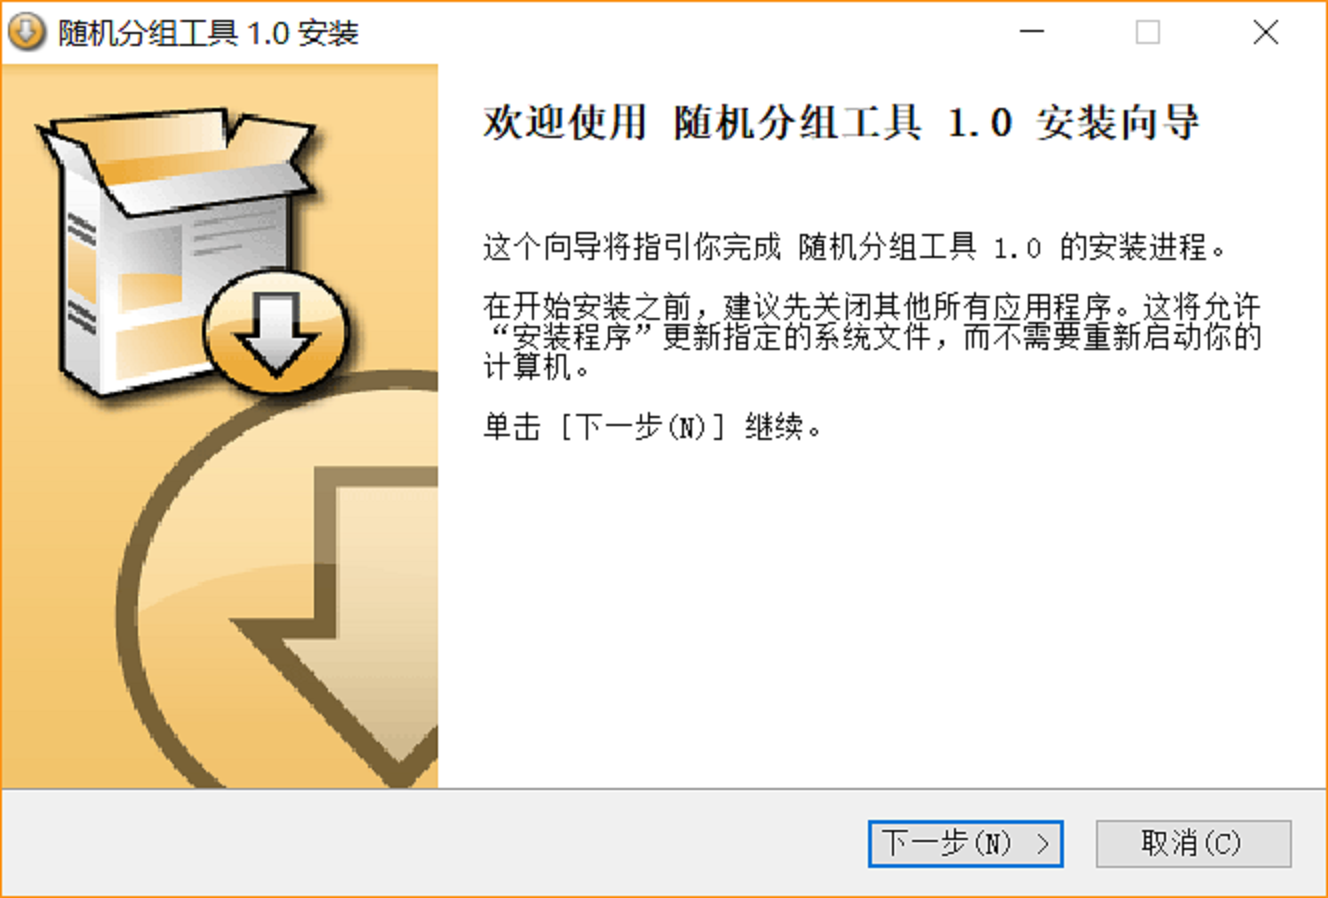 随机分组工具 1.0 安装
欢迎使用 随机分组工具 1.0 安装向导
这个向导将指引你完成 随机分组工具 1.0 的安装进程。
在开始安装之前，建议先关闭其他所有应用程序。这将允许
“安装程序”更新指定的系统文件，而不需要重新启动你的
计算机。
单击 [下一步(N)] 继续。
下一步(N) >
取消(C)